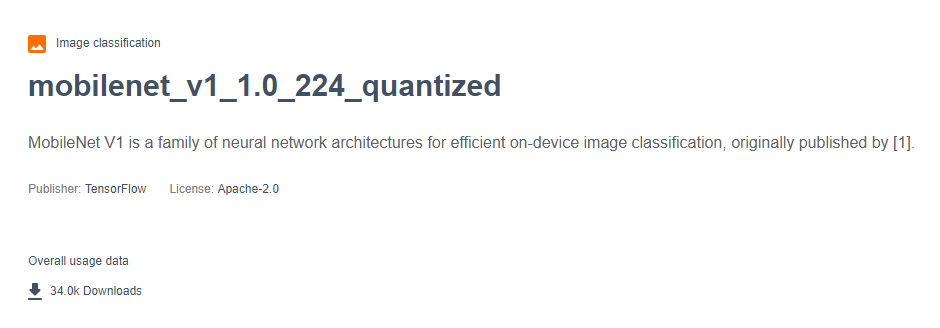 Image classification
mobilenet_v1_1.0_224_quantized
MobileNet V1 is a family of neural network architectures for efficient on-device image classification, originally published by [1].
Publisher: TensorFlow License: Apache-2.0
Overall usage data
34.0k Downloads